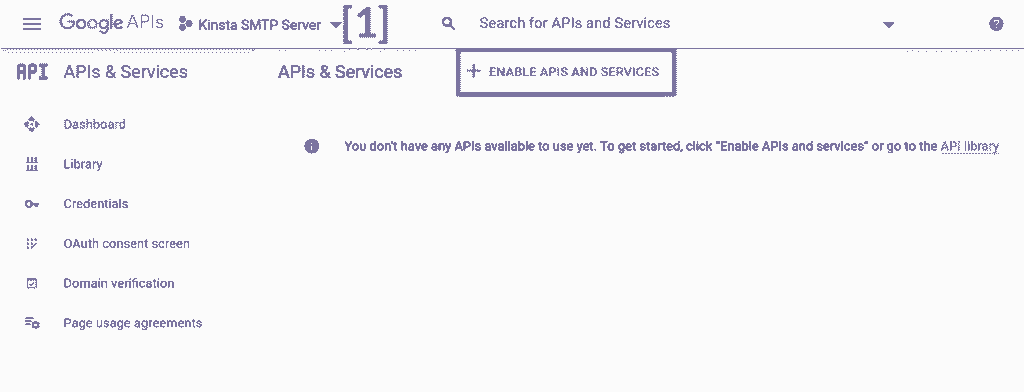 Google APIs Kinsta SMTP Server [1] Search for APIs and Services ?
API APIs & Services APIs & Services + ENABLE APIS AND SERVICES
Dashboard
You don't have any APIs available to use yet. To get started, click "Enable APIs and services" or go to the API library
Library
Credentials
OAuth consent screen
Domain verification
Page usage agreements